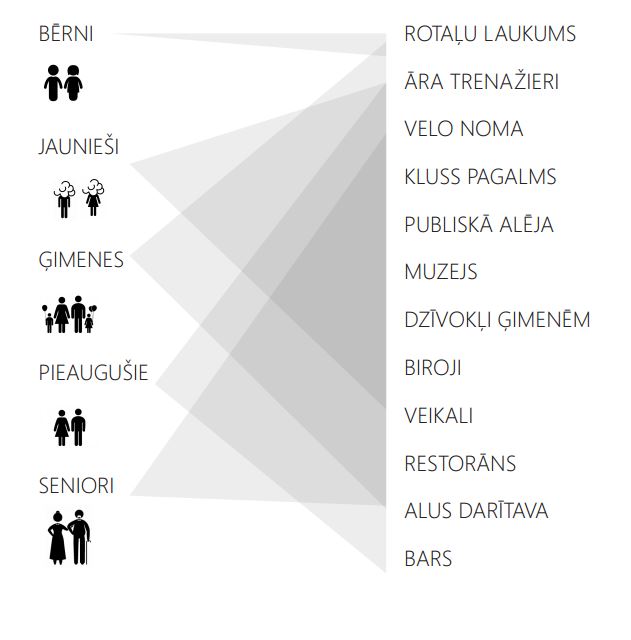 BĒRNI
JAUNIEŠI
ĢIMENES
PIEAUGUŠIE
SENIORI
ROTAĻU LAUKUMS
ĀRA TRENAŽIERI
VELO NOMA
KLUSS PAGALMS
PUBLISKĀ ALĒJA
MUZEJS
DZĪVOKĻI ĢIMENĒM
BIROJI
VEIKALI
RESTORĀNS
ALUS DARĪTAVA
BARS